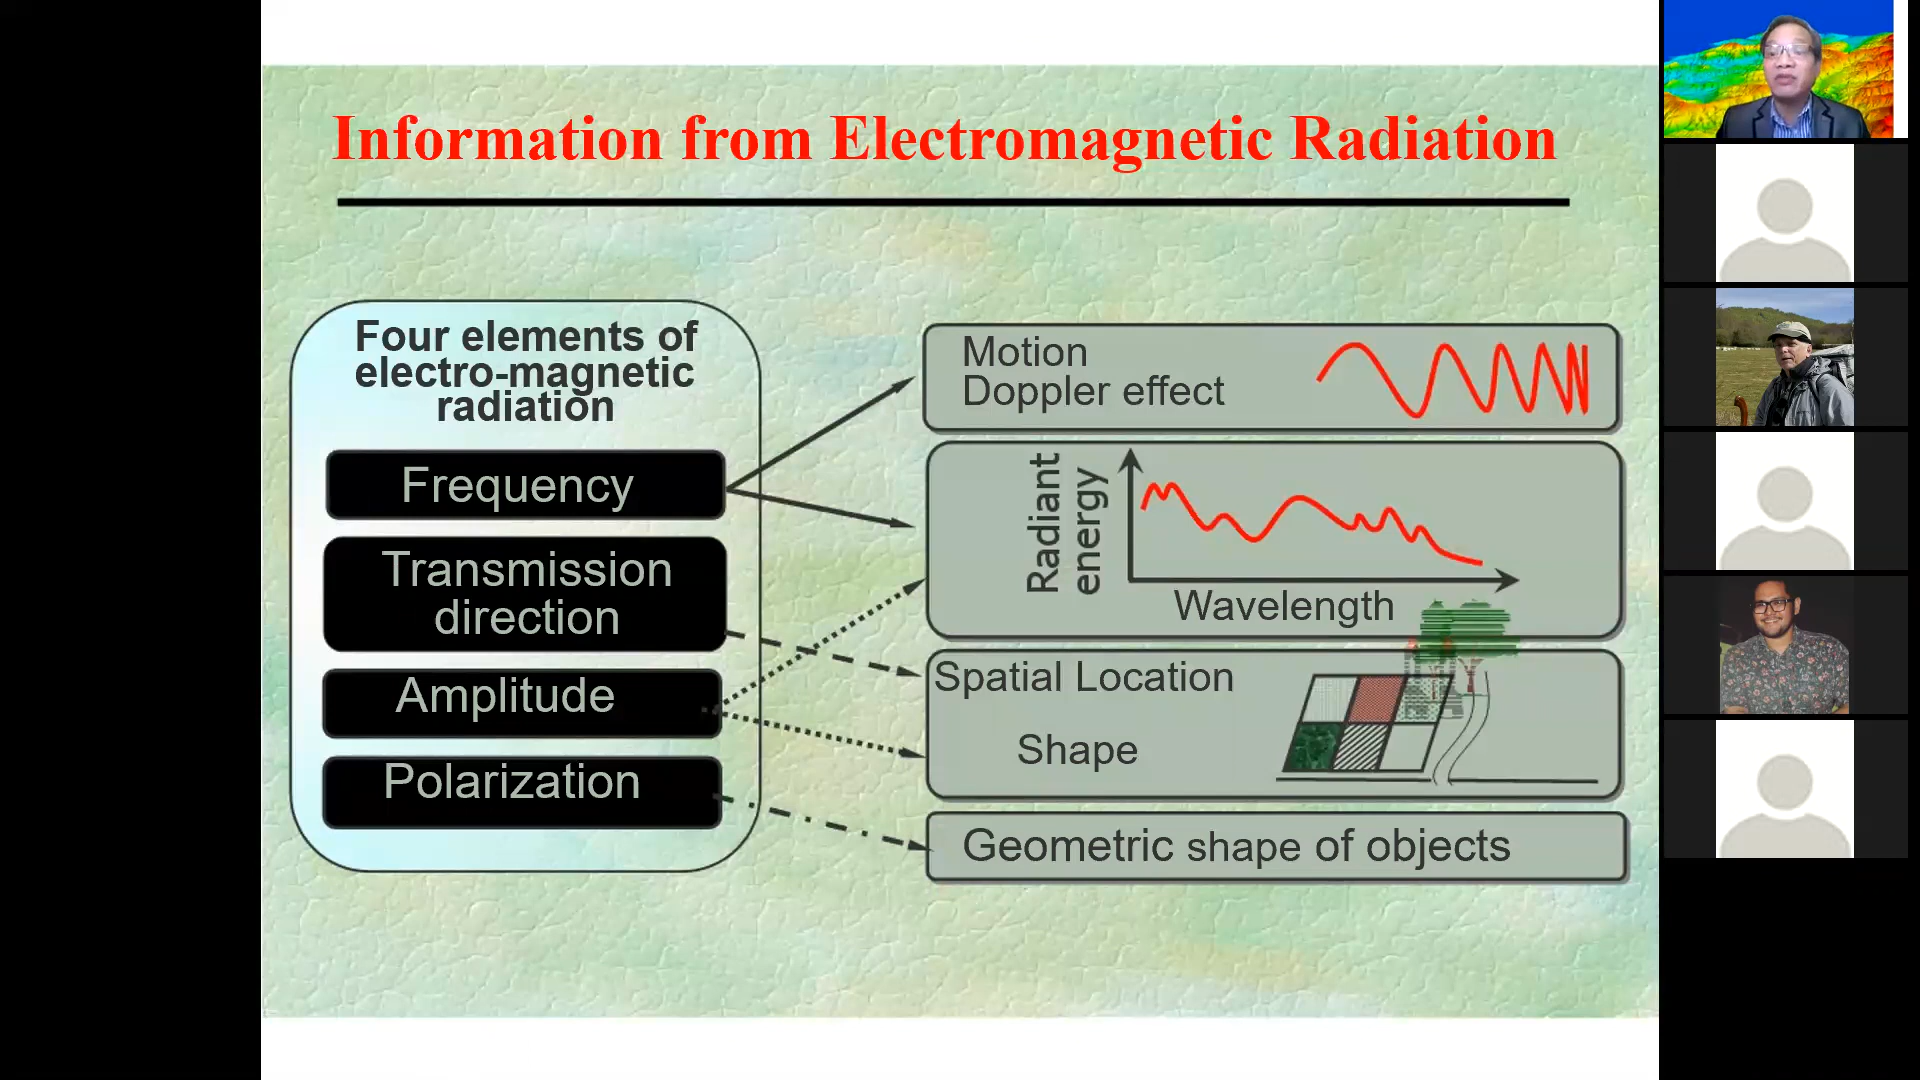 Information from Electromagnetic Radiation
Four elements of
electro-magnetic
radiation
Frequency
Transmission
direction
Amplitude
Polarization
Motion
Doppler effect
Radiant
energy
Wavelength
Spatial Location
Shape
Geometric shape of objects